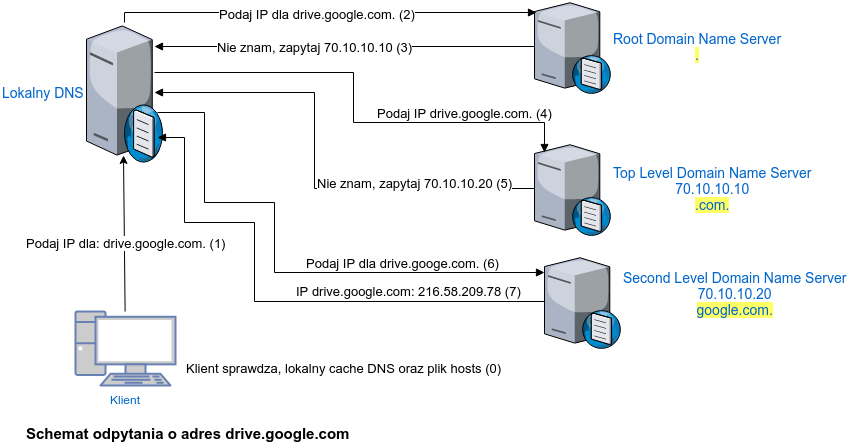 Podaj IP dla drive.google.com. (2)
Root Domain Name Server
.
Nie znam, zapytaj 70.10.10.10 (3)
Lokalny DNS
Podaj IP drive.google.com. (4)
Top Level Domain Name Server
70.10.10.10
.com.
Nie znam, zapytaj 70.10.10.20 (5)
Podaj IP dla: drive.google.com. (1)
Podaj IP dla drive.googe.com. (6)
Second Level Domain Name Server
70.10.10.20
google.com.
IP drive.google.com: 216.58.209.78 (7)
Klient sprawdza, lokalny cache DNS oraz plik hosts (0)
Klient
Schemat odpytania o adres drive.google.com